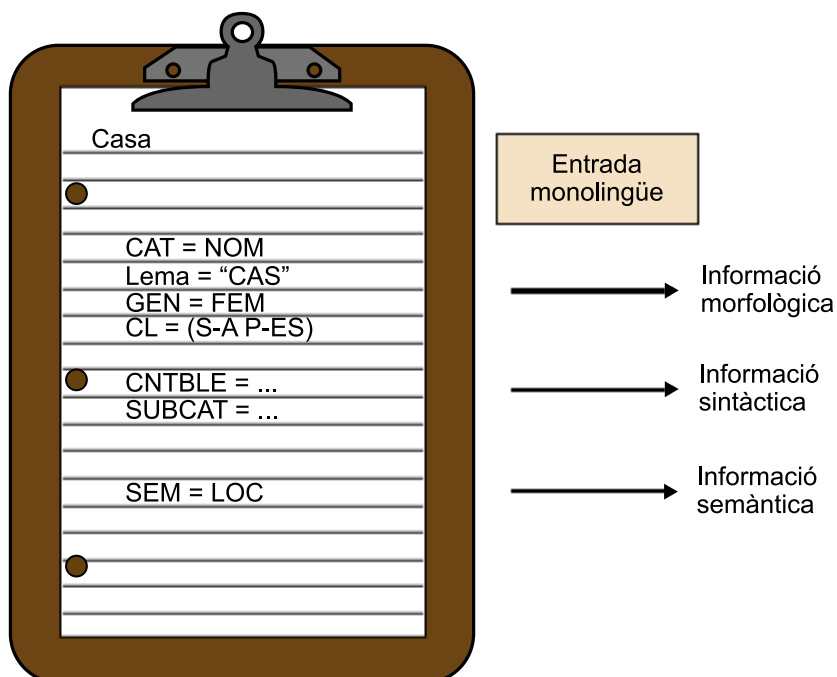 Casa
Entrada
monolingüe
CAT = NOM
Lema = “CAS”
GEN = FEM
CL = (S-A P-ES)
Informació
morfològica
CNTBLE = ...
SUBCAT = ...
Informació
sintàctica
SEM = LOC
Informació
semàntica